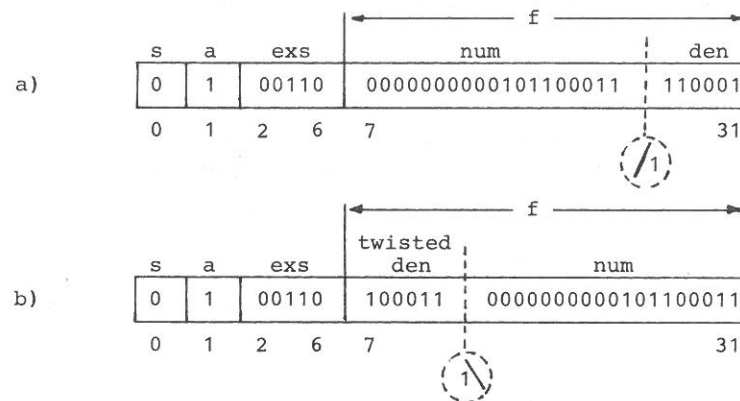 f
s a exs num den
a) 0 1 00110 0000000000101100011 110001
0 1 2 6 7 31
/1
f
twisted
s a exs den num
b) 0 1 00110 100011 0000000000101100011
0 1 2 6 7 31
1\